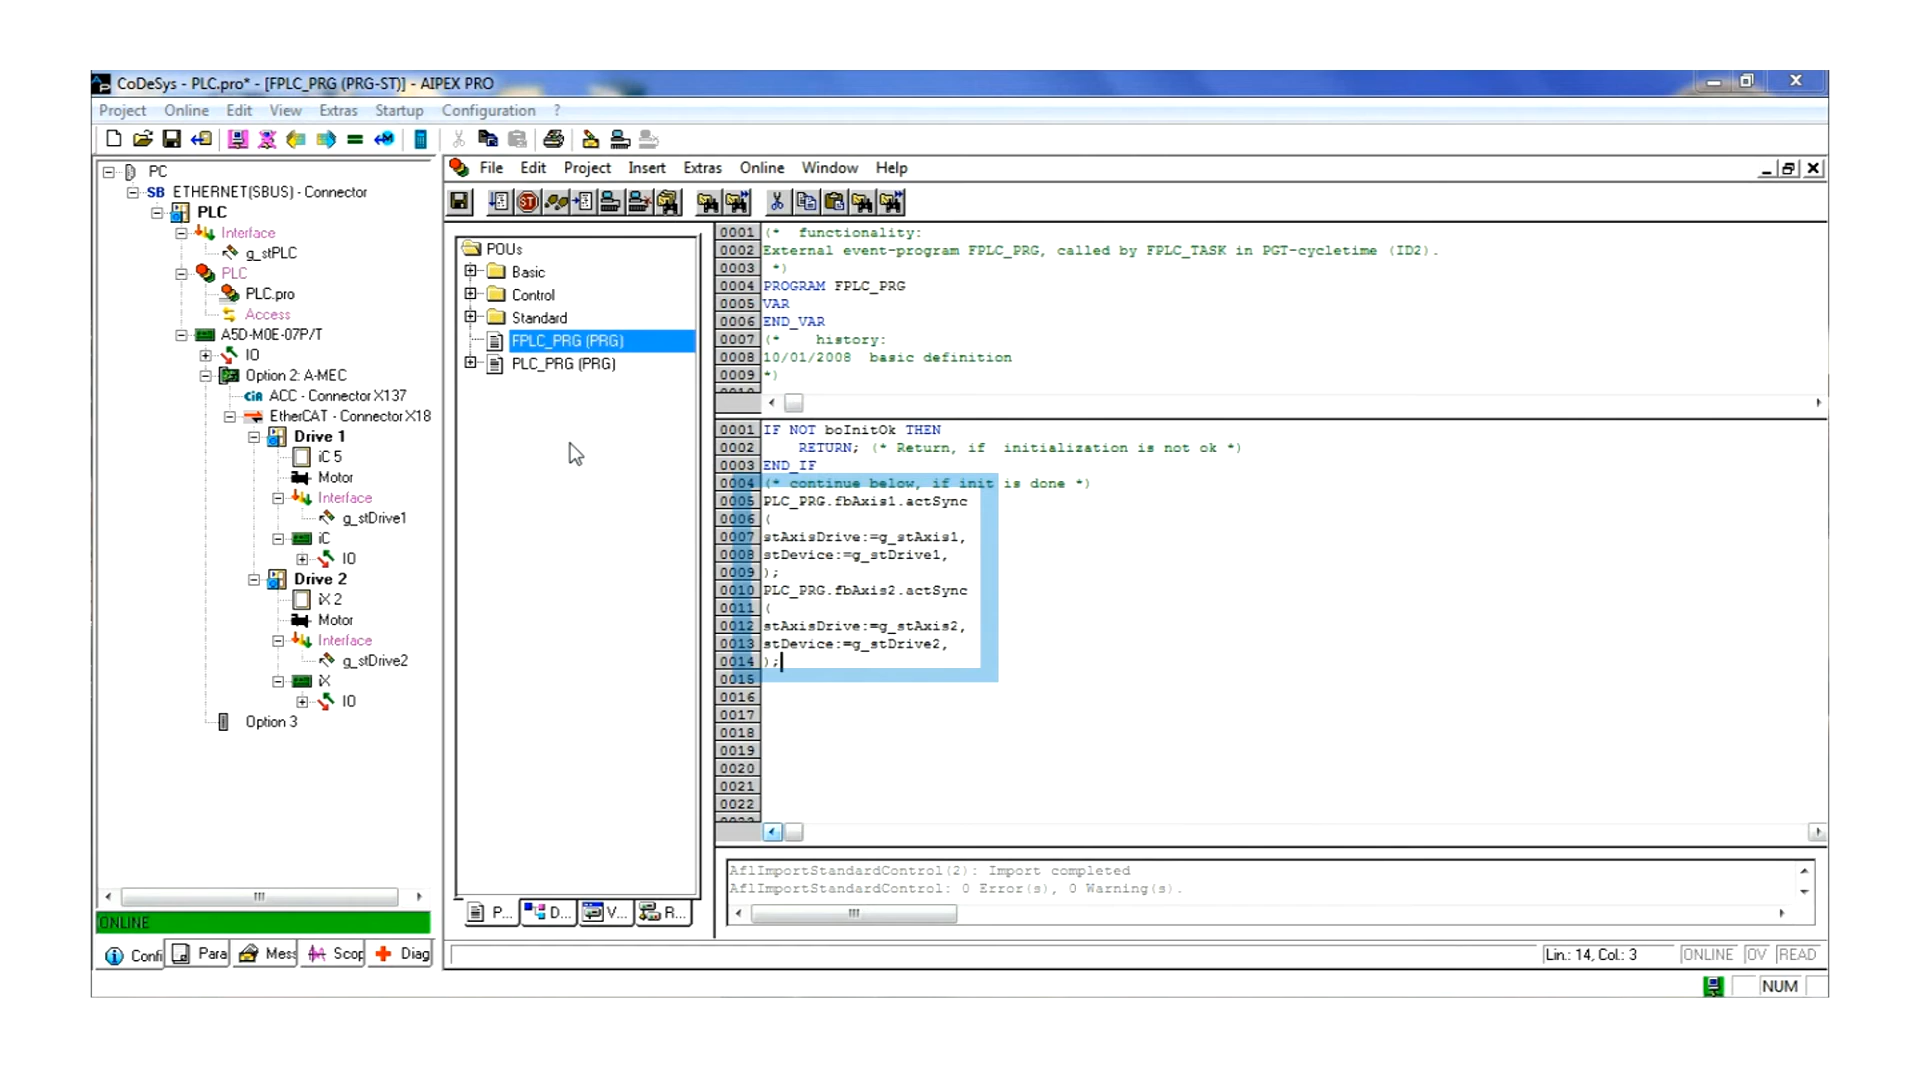 CoDeSys - PLC.pro* - [FPLC_PRG (PRG-ST)] - AIPEX PRO
Project Online Edit View Extras Startup Configuration ?
File Edit Project Insert Extras Online Window Help
PC
SB ETHERNET(SBUS) - Connector
PLC
Interface
g_stPLC
PLC
PLC.pro
Access
A5D-M0E-07P/T
IO
Option 2: A-MEC
CiA ACC - Connector X137
EtherCAT - Connector X18
Drive 1
iC 5
Motor
Interface
g_stDrive1
iC
IO
Drive 2
iX 2
Motor
Interface
g_stDrive2
iX
IO
Option 3
ONLINE
Confi Para Mess Scop Diag
POUs
Basic
Control
Standard
FPLC_PRG (PRG)
PLC_PRG (PRG)
P... D... V... R...
0001 (* functionality:
0002 External event-program FPLC_PRG, called by FPLC_TASK in PGT-cycletime (ID2).
0003 *)
0004 PROGRAM FPLC_PRG
0005 VAR
0006 END_VAR
0007 (* history:
0008 10/01/2008 basic definition
0009 *)
0001 IF NOT boInitOk THEN
0002 RETURN; (* Return, if initialization is not ok *)
0003 END_IF
0004 (* continue below, if init is done *)
0005 PLC_PRG.fbAxis1.actSync
0006 (
0007 stAxisDrive:=g_stAxis1,
0008 stDevice:=g_stDrive1,
0009 );
0010 PLC_PRG.fbAxis2.actSync
0011 (
0012 stAxisDrive:=g_stAxis2,
0013 stDevice:=g_stDrive2,
0014 );
0015
0016
0017
0018
0019
0020
0021
0022
AflImportStandardControl(2): Import completed
AflImportStandardControl: 0 Error(s), 0 Warning(s).
Lin.: 14, Col.: 3 ONLINE OV READ
NUM